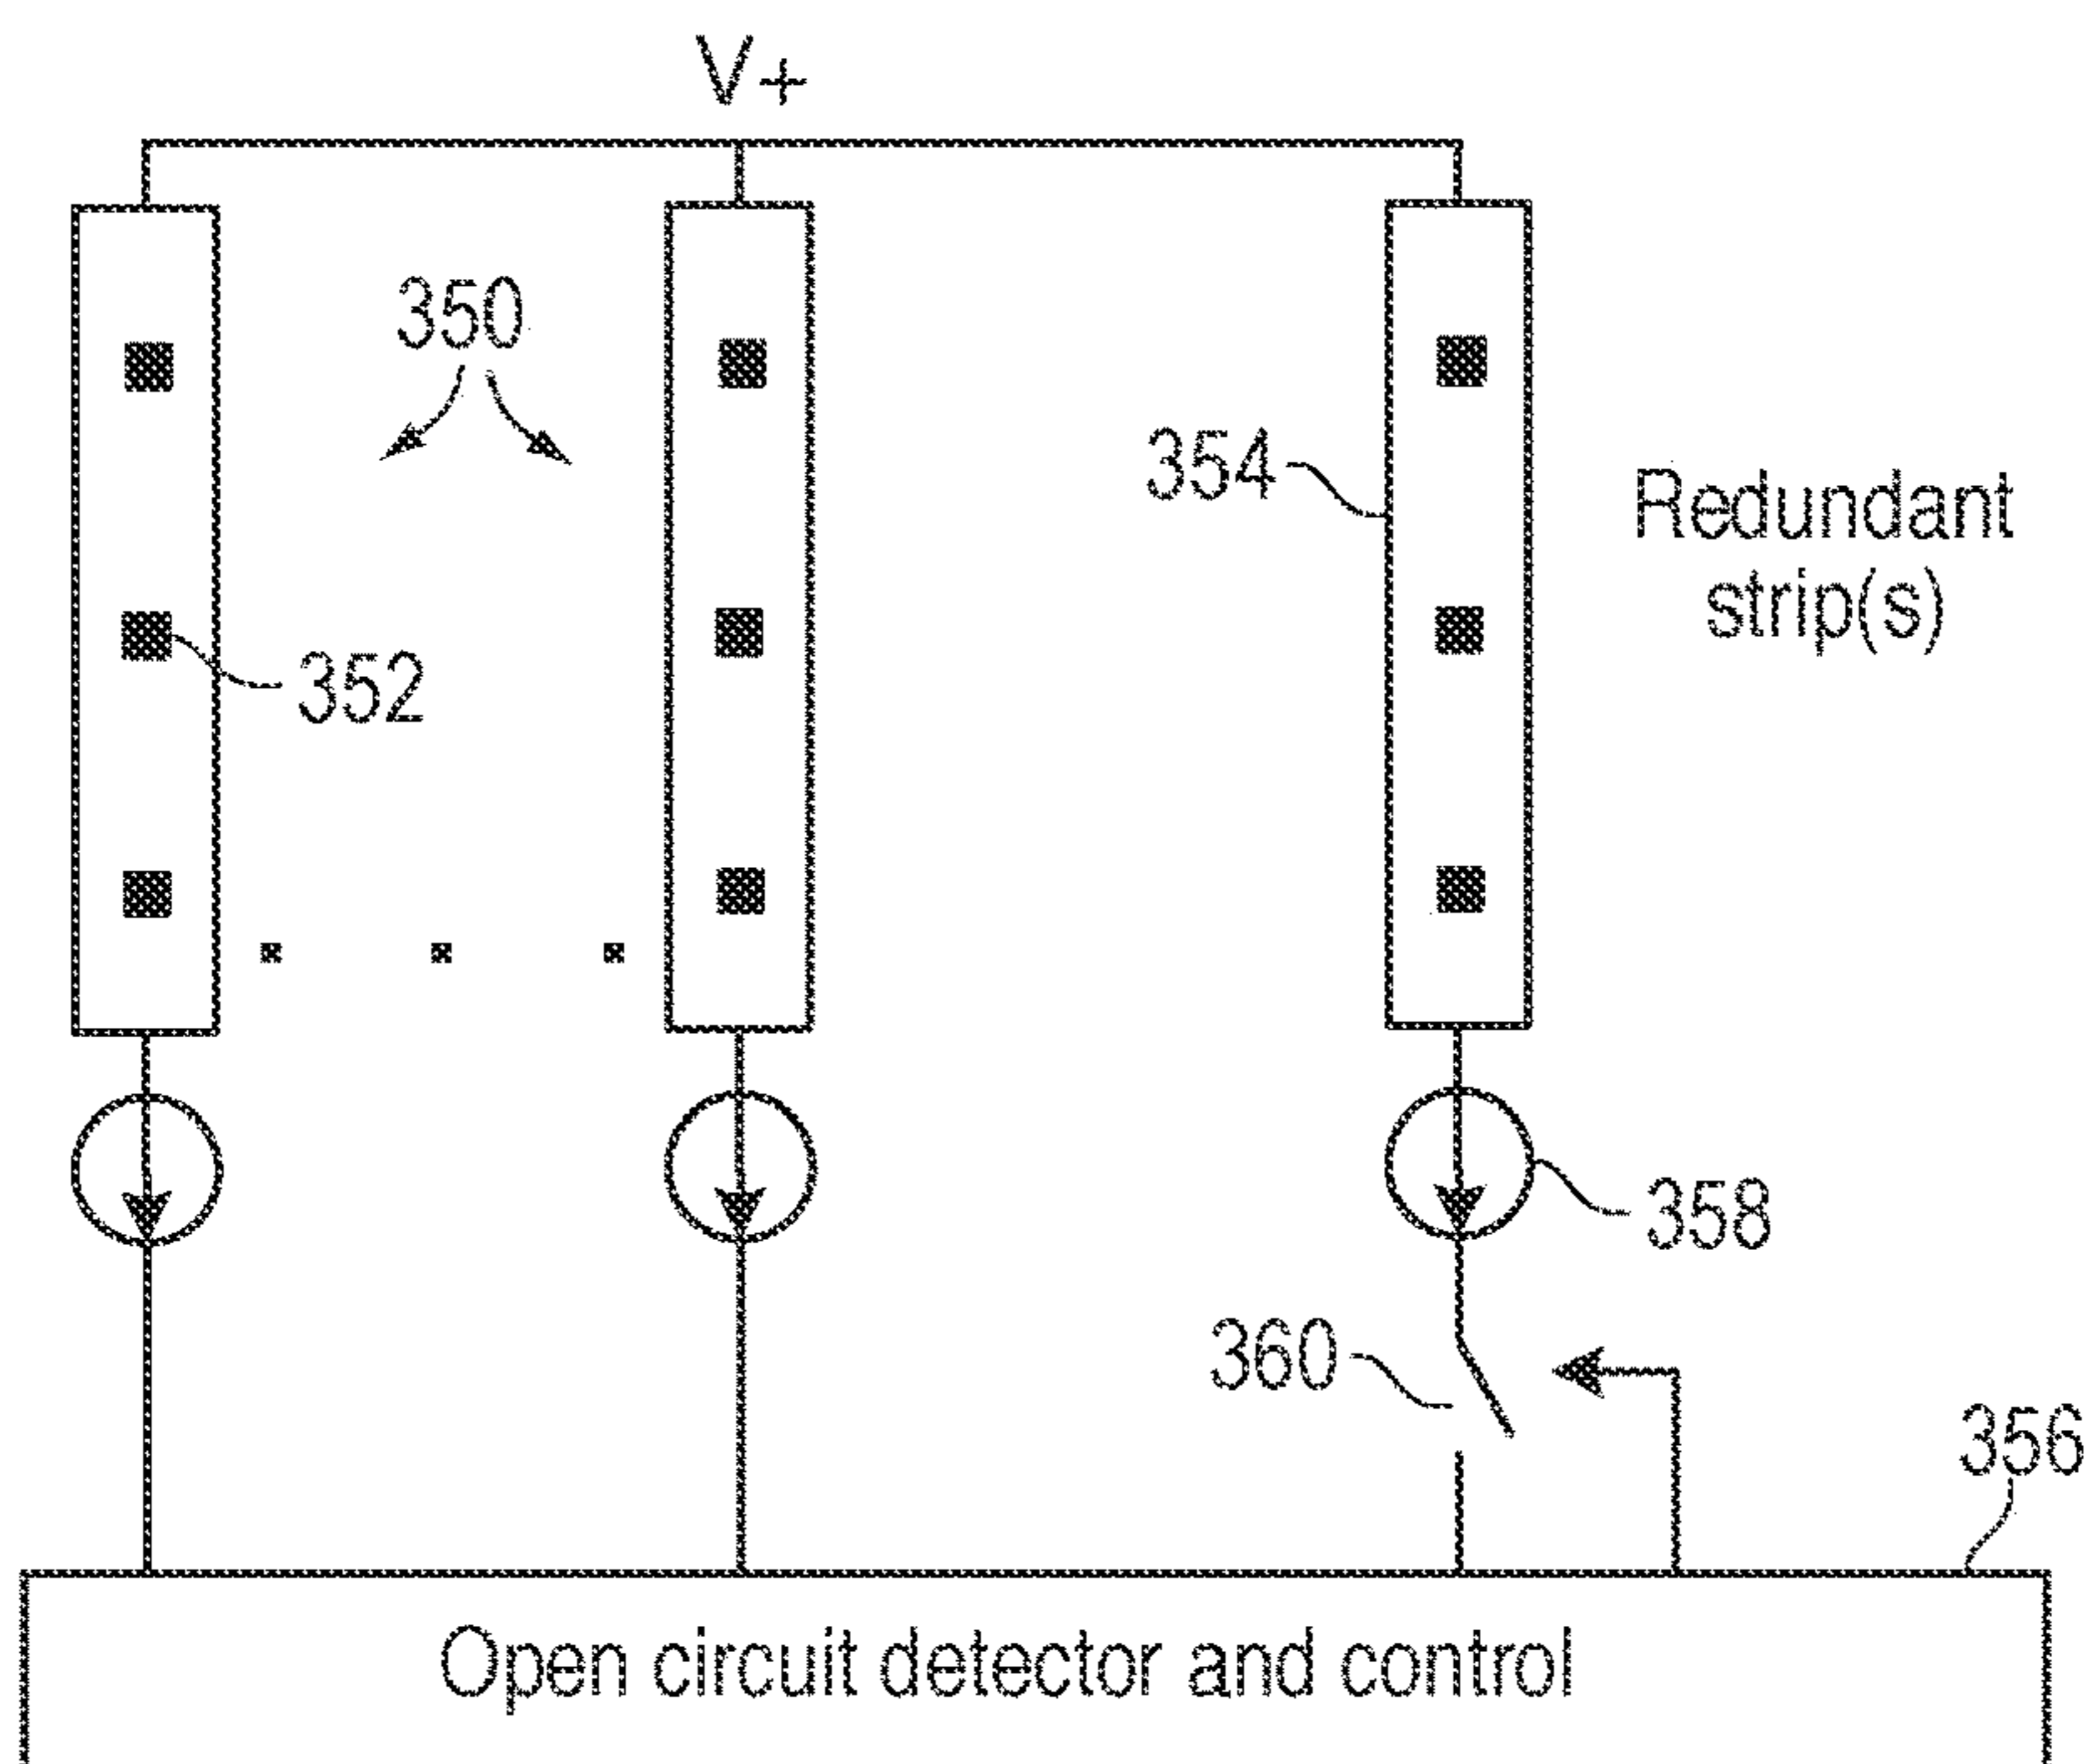 V+
350
354
Redundant
strip(s)
352
358
360
356
Open circuit detector and control